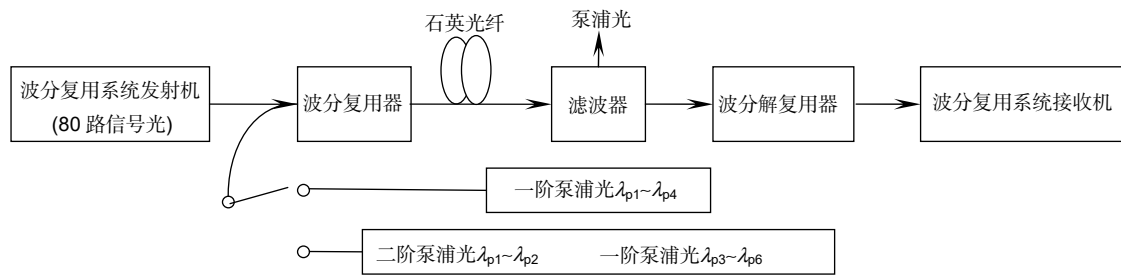 石英光纤
泵浦光
波分复用系统发射机
(80 路信号光)
波分复用器
滤波器
波分解复用器
波分复用系统接收机
一阶泵浦光λp1~λp4
二阶泵浦光λp1~λp2 一阶泵浦光λp3~λp6